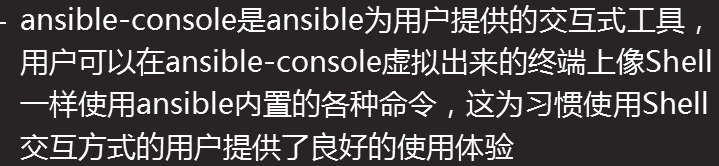 - ansible-console是ansible为用户提供的交互式工具，
用户可以在ansible-console虚拟出来的终端上像Shell
一样使用ansible内置的各种命令，这为习惯使用Shell
交互方式的用户提供了良好的使用体验